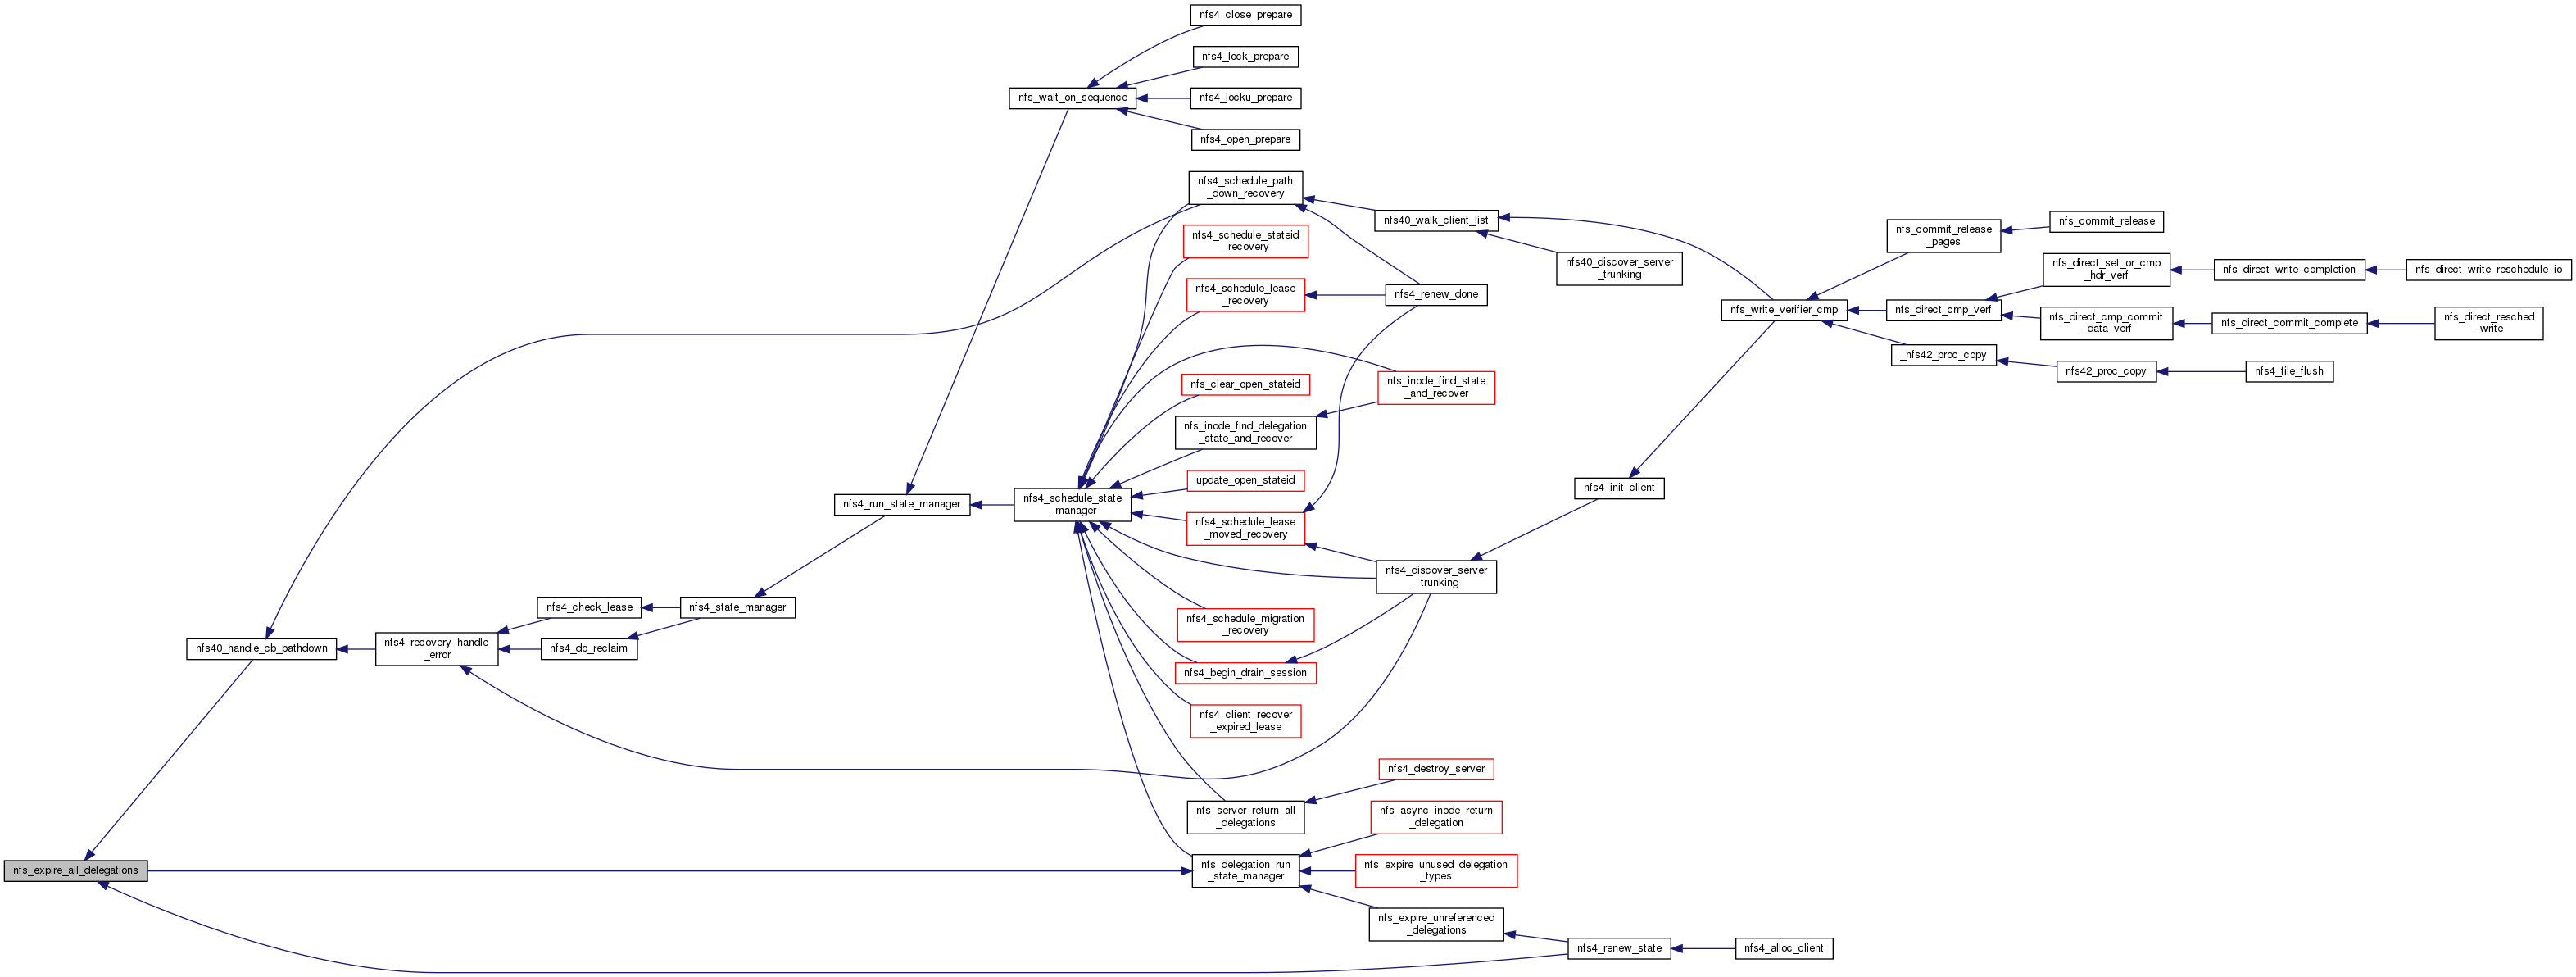 nfs4_close_prepare
nfs4_lock_prepare
nfs_wait_on_sequence
nfs4_locku_prepare
nfs4_open_prepare
nfs4_schedule_path
_down_recovery
nfs40_walk_client_list
nfs_commit_release
_pages
nfs_commit_release
nfs4_schedule_stateid
_recovery
nfs40_discover_server
_trunking
nfs_direct_set_or_cmp
_hdr_verf
nfs_direct_write_completion
nfs_direct_write_reschedule_io
nfs4_schedule_lease
_recovery
nfs4_renew_done
nfs_write_verifier_cmp
nfs_direct_cmp_verf
nfs_direct_cmp_commit
_data_verf
nfs_direct_commit_complete
nfs_direct_resched
_write
_nfs42_proc_copy
nfs42_proc_copy
nfs4_file_flush
nfs_clear_open_stateid
nfs_inode_find_state
_and_recover
nfs_inode_find_delegation
_state_and_recover
update_open_stateid
nfs4_init_client
nfs4_run_state_manager
nfs4_schedule_state
_manager
nfs4_schedule_lease
_moved_recovery
nfs4_discover_server
_trunking
nfs4_check_lease
nfs4_state_manager
nfs4_schedule_migration
_recovery
nfs40_handle_cb_pathdown
nfs4_recovery_handle
_error
nfs4_do_reclaim
nfs4_begin_drain_session
nfs4_client_recover
_expired_lease
nfs4_destroy_server
nfs_server_return_all
_delegations
nfs_async_inode_return
_delegation
nfs_expire_all_delegations
nfs_delegation_run
_state_manager
nfs_expire_unused_delegation
_types
nfs_expire_unreferenced
_delegations
nfs4_renew_state
nfs4_alloc_client